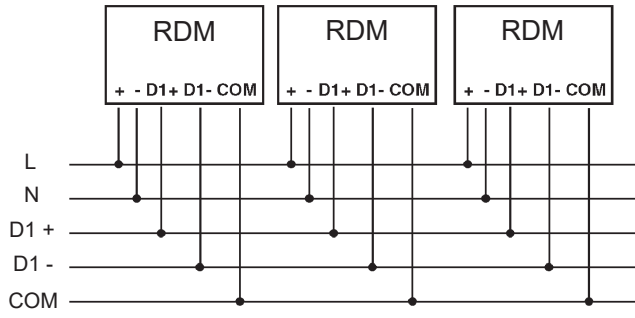 RDM RDM RDM
+ - D1+ D1- COM + - D1+ D1- COM + - D1+ D1- COM
L
N
D1 +
D1 -
COM